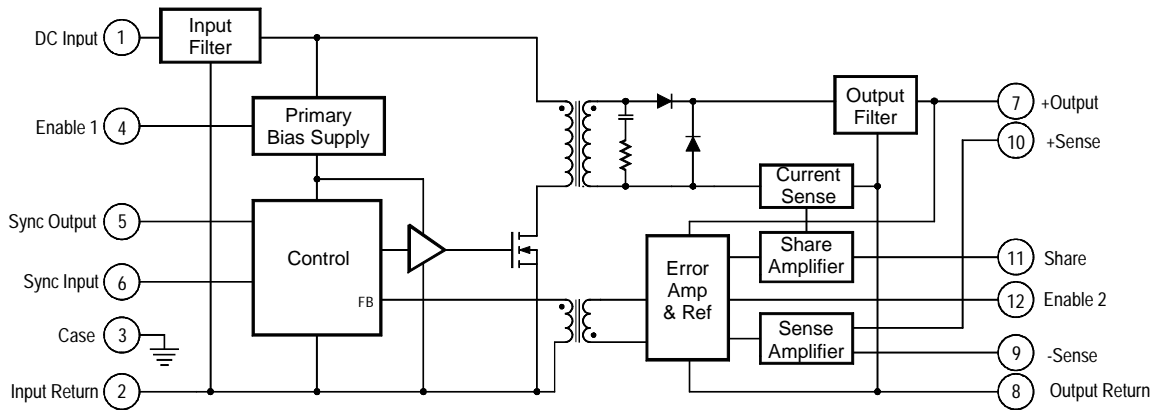 DC Input 1
Input
Filter
Enable 1 4
Primary
Bias Supply
Sync Output 5
Sync Input 6
Control
FB
Case 3
Input Return 2
Output
Filter
7 +Output
10 +Sense
Current
Sense
Share
Amplifier
11 Share
Error
Amp
& Ref
12 Enable 2
Sense
Amplifier
9 -Sense
8 Output Return